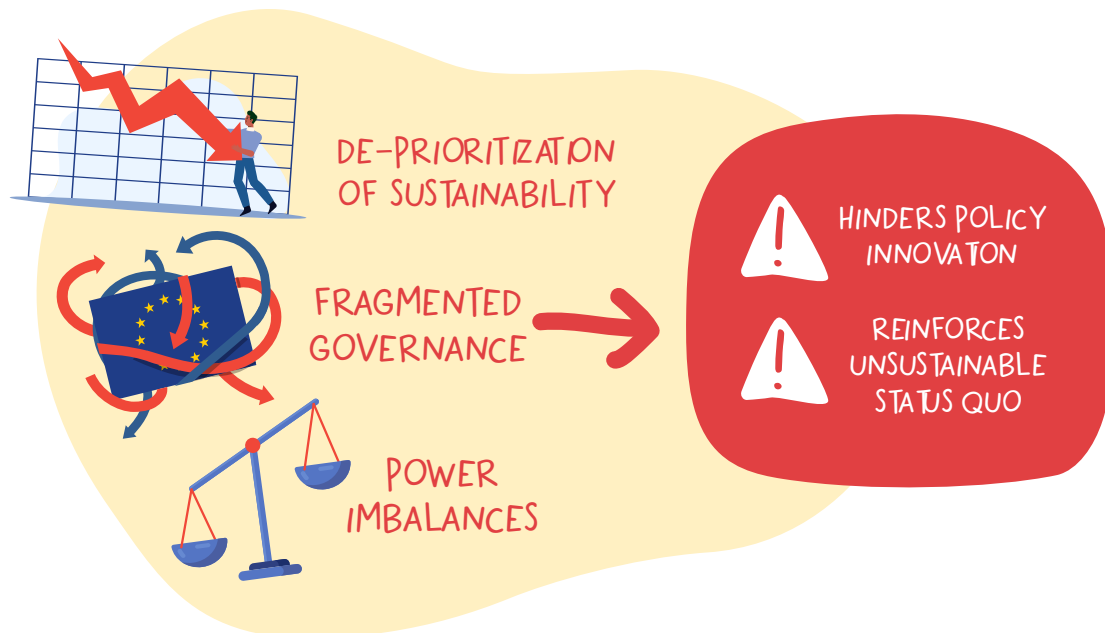 DE-PRIORITIZATION
OF SUSTAINABILITY
FRAGMENTED
GOVERNANCE
POWER
IMBALANCES
HINDERS POLICY
INNOVATON
REINFORCES
UNSUSTAINABLE
STATUS QUO